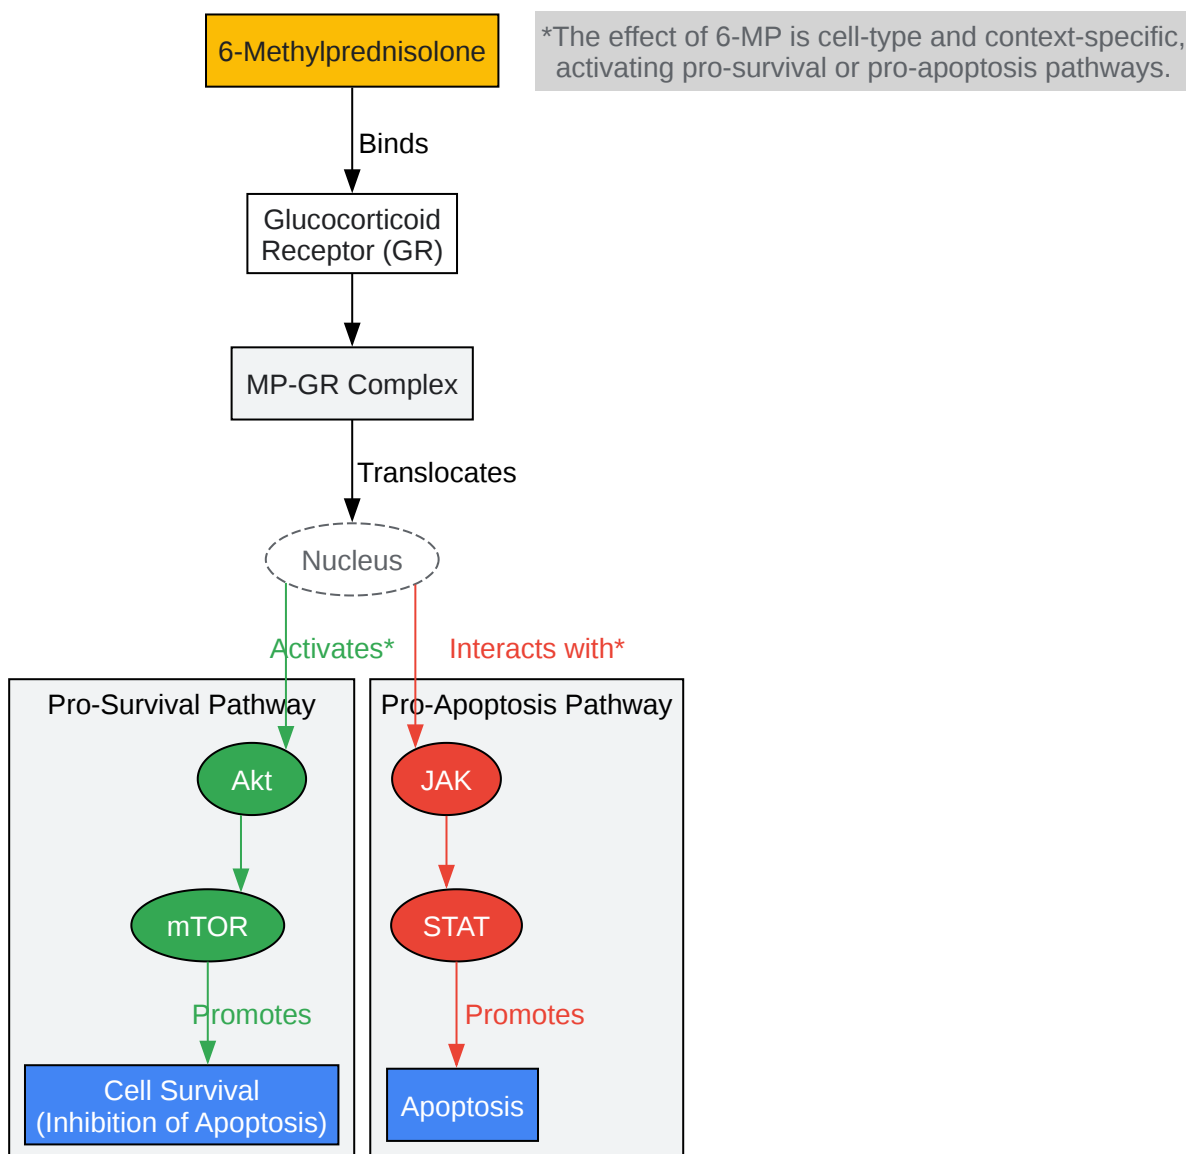 6-Methylprednisolone
*The effect of 6-MP is cell-type and context-specific,
activating pro-survival or pro-apoptosis pathways.
Binds
Glucocorticoid
Receptor (GR)
MP-GR Complex
Translocates
Nucleus
Activates*
Interacts with*
Pro-Survival Pathway
Pro-Apoptosis Pathway
Akt
JAK
mTOR
STAT
Promotes
Promotes
Cell Survival
(Inhibition of Apoptosis)
Apoptosis